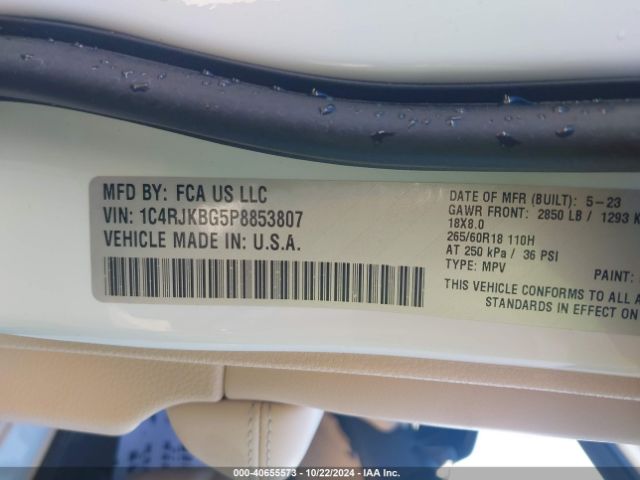 MFD BY: FCA US LLC
VIN: 1C4RJKBG5P8853807
VEHICLE MADE IN: U.S.A.
DATE OF MFR (BUILT): 5-23
GAWR FRONT: 2850 LB / 1293 K
18X8.0
265/60R18 110H
AT 250 kPa / 36 PSI
TYPE: MPV
PAINT:
THIS VEHICLE CONFORMS TO ALL A
STANDARDS IN EFFECT ON
000-40655573 - 10/22/2024 - IAA Inc.